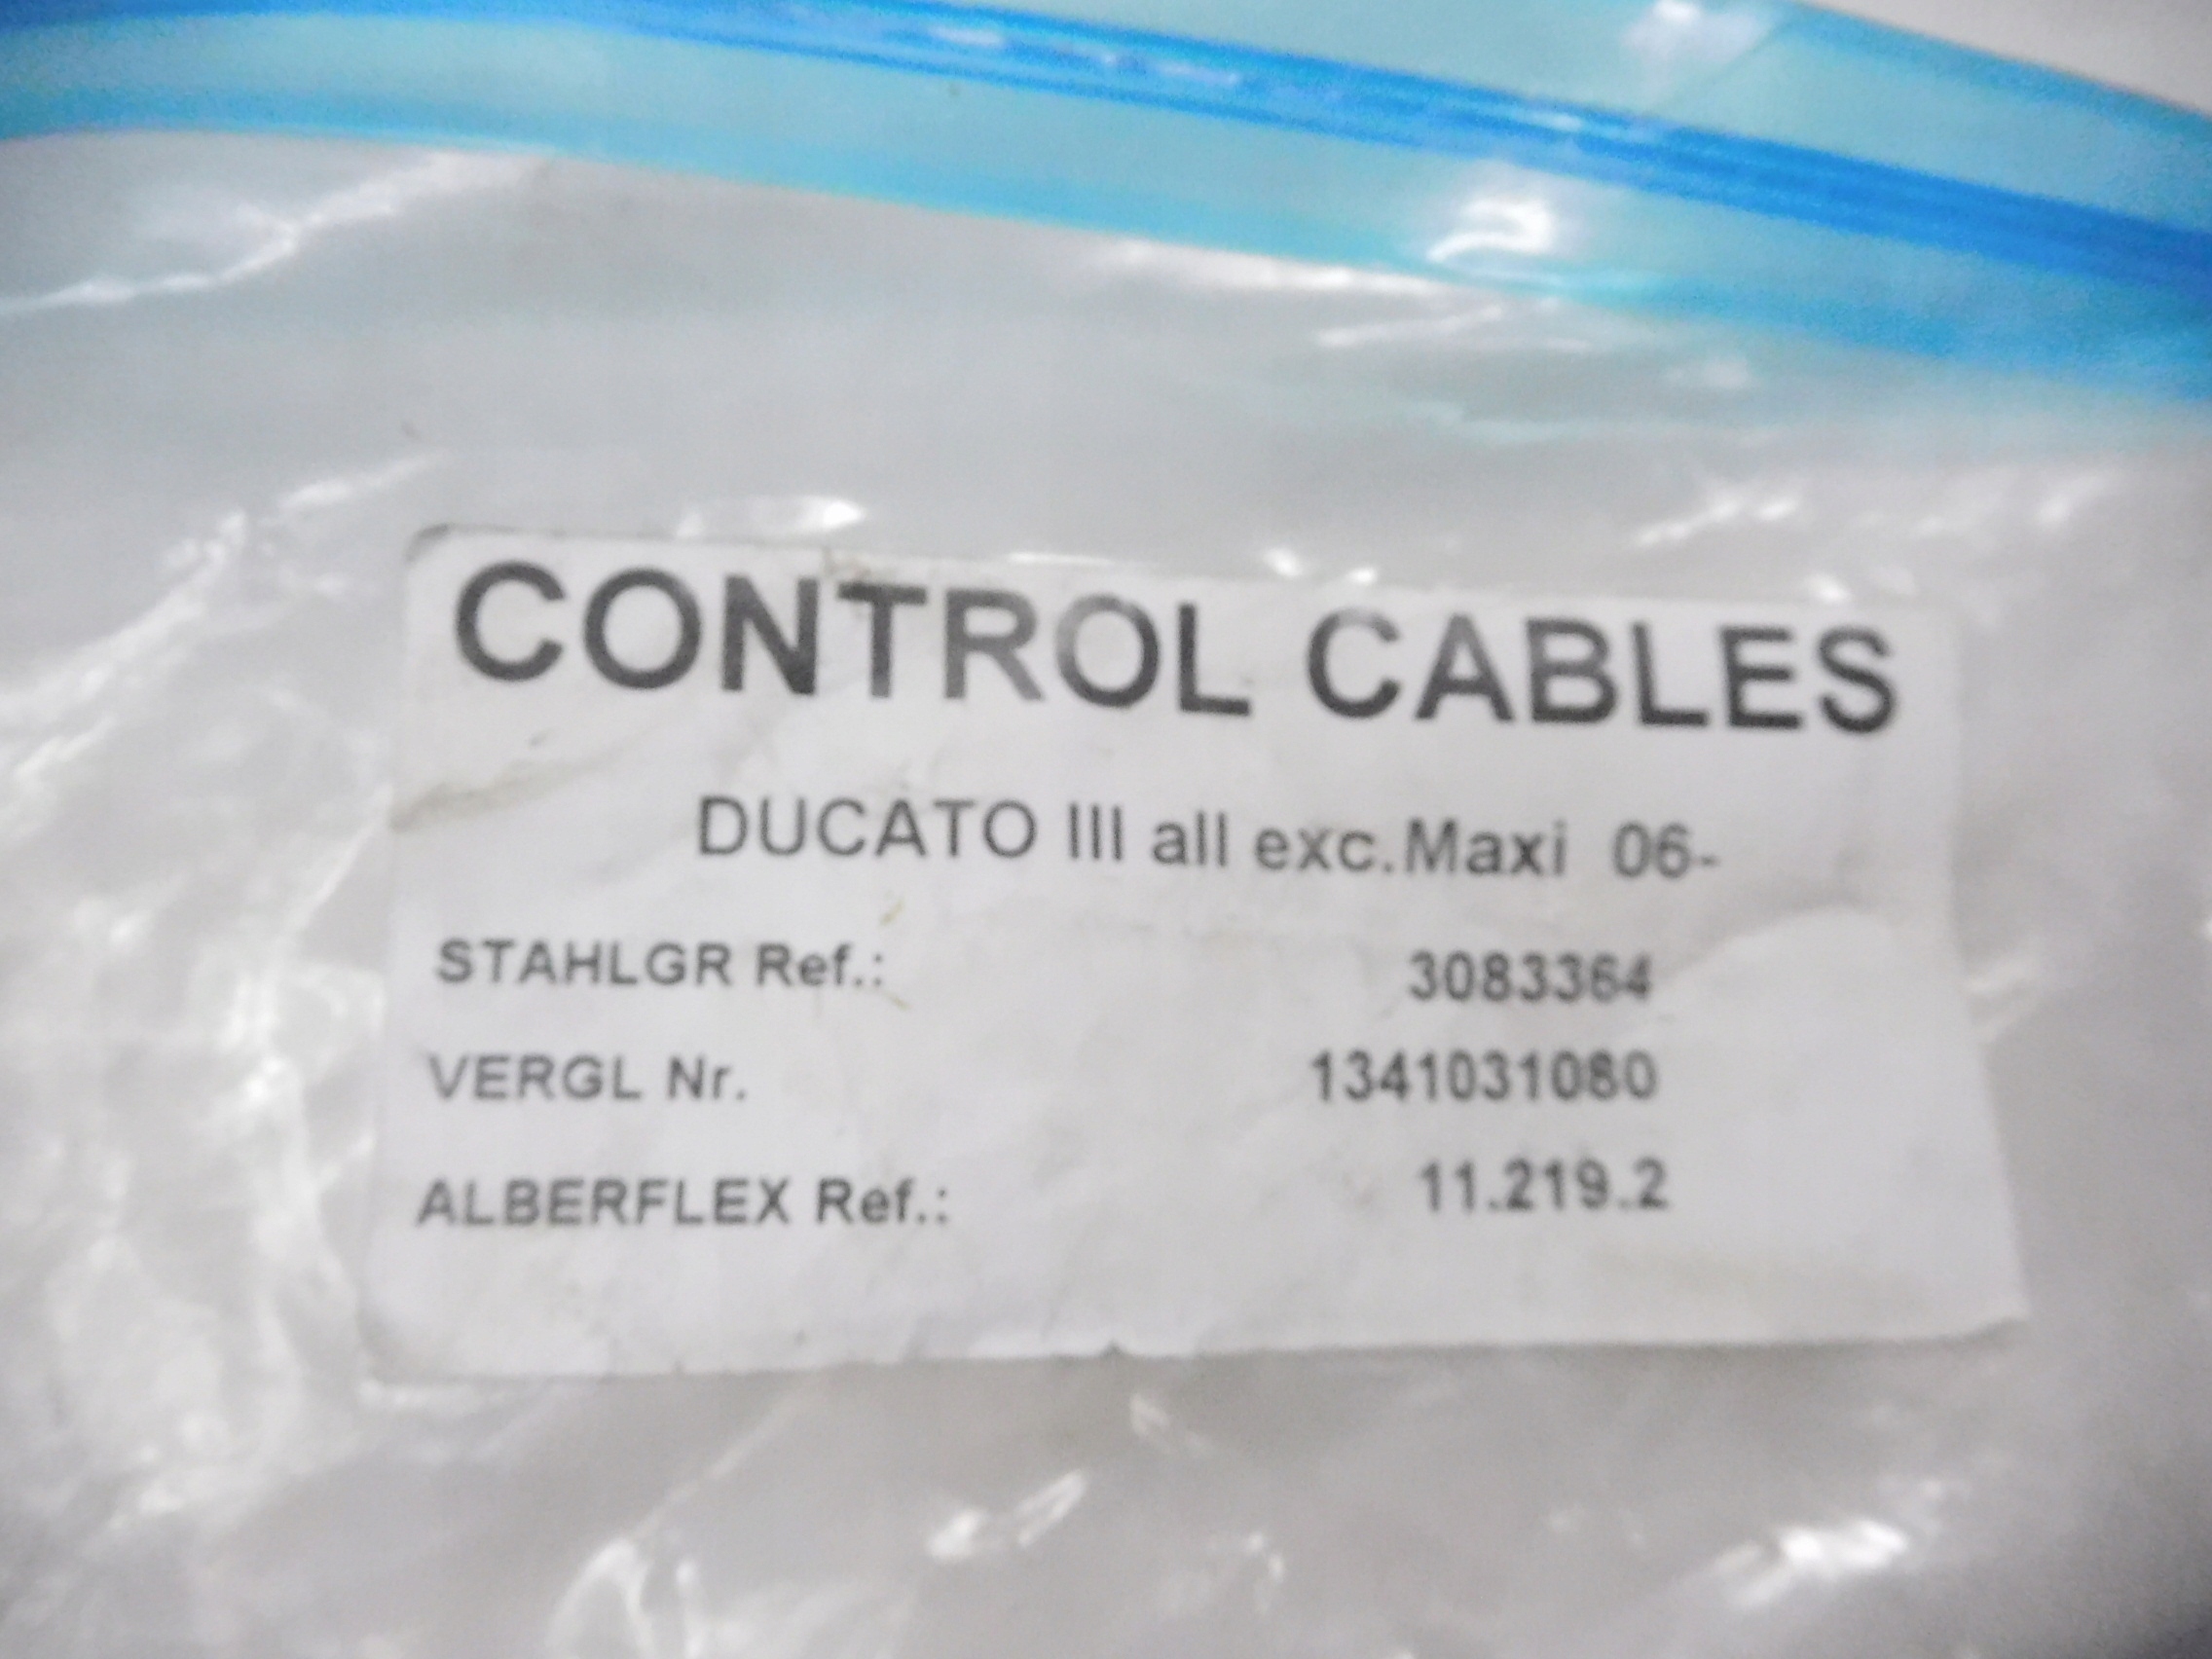 CONTROL CABLES
DUCATO III all exc.Maxi 06-
STAHLGR Ref.: 3083364
VERGL Nr. 1341031080
ALBERFLEX Ref.: 11.219.2